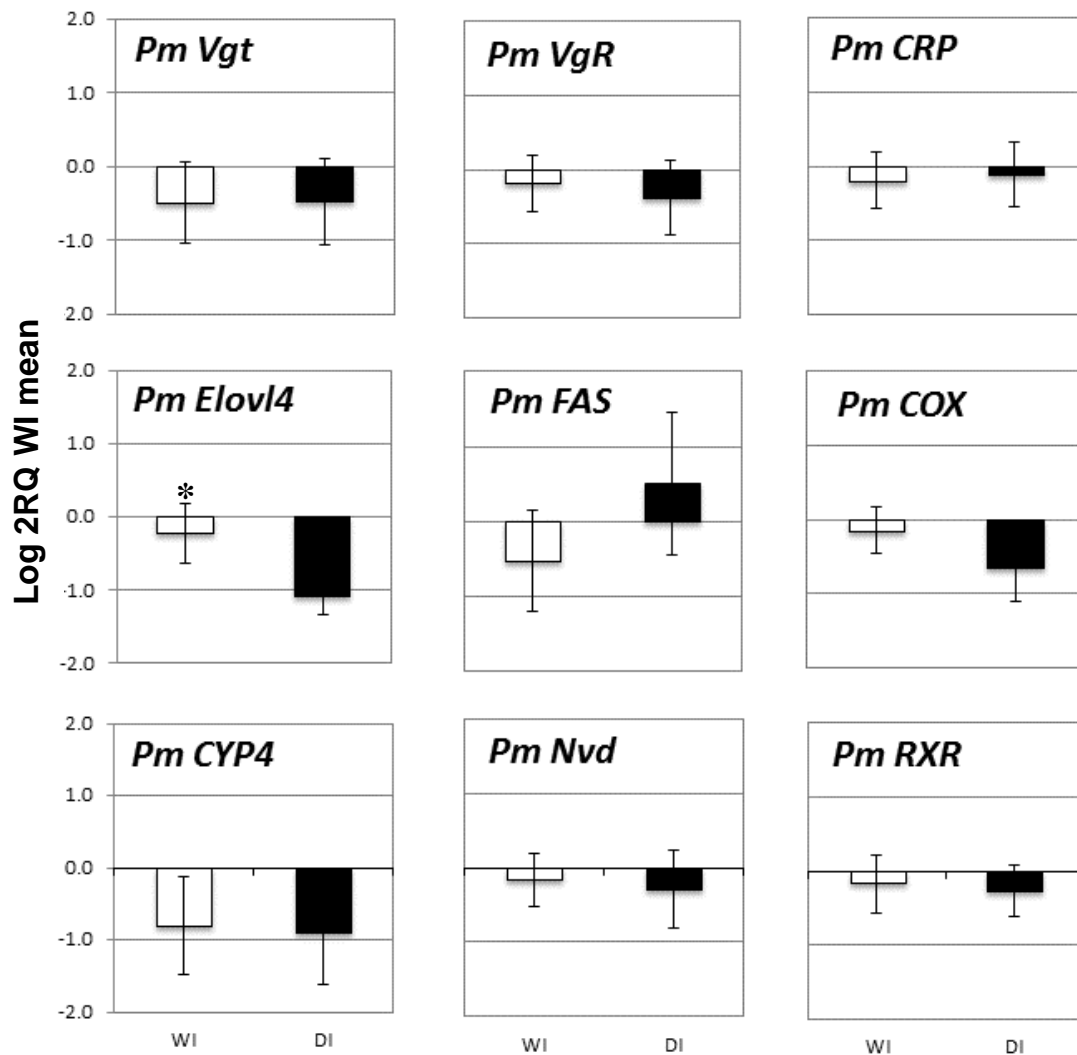 2.0
1.0
0.0
-1.0
2.0
Pm Vgt
Pm VgR
Pm CRP
Log 2RQ WI mean
2.0
1.0
0.0
-1.0
-2.0
Pm Elovl4
*
Pm FAS
Pm COX
2.0
1.0
0.0
-1.0
-2.0
Pm CYP4
Pm Nvd
Pm RXR
WI DI WI DI WI DI